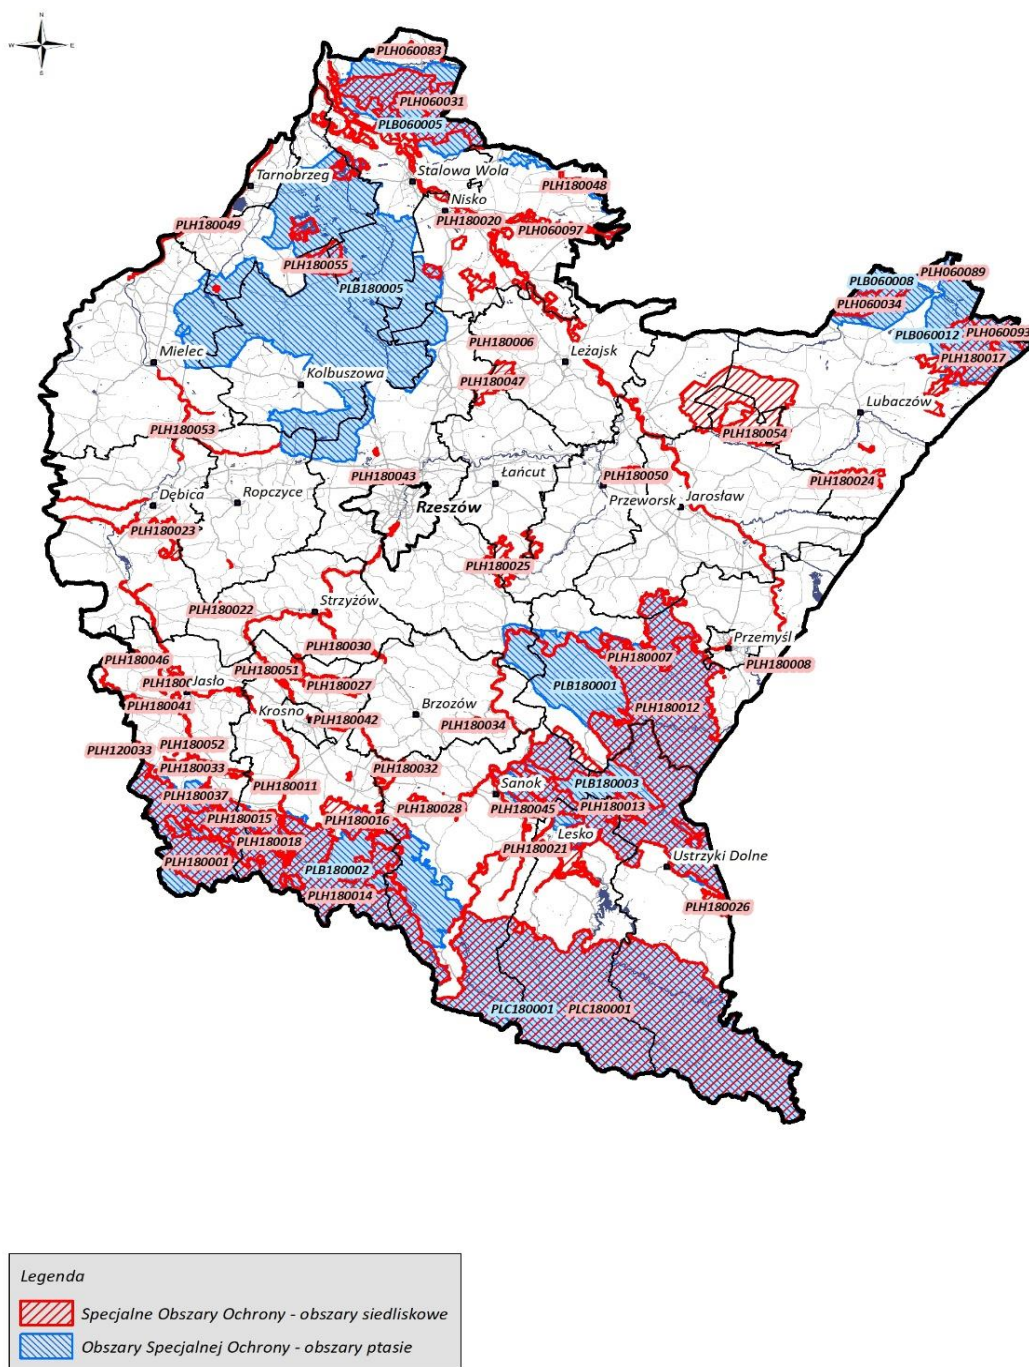 N
W E
S
PLH060083
PLH060031
PLB060005
Tarnobrzeg
Stalowa Wola
PLH180048
Nisko
PLH180020
PLH180049
PLH060097
PLH180055
PLB180005
PLH060089
PLB060008
PLH060034
PLH060093
PLB060012
PLH180017
PLH180006
Mielec
Leżajsk
Kolbuszowa
PLH180047
Lubaczów
PLH180053
PLH180054
PLH180043
Łańcut
PLH180050
PLH180024
Dębica
Ropczyce
Rzeszów
Przeworsk
Jarosław
PLH180023
PLH180025
PLH180022
Strzyżów
Przemyśl
PLH180030
PLH180007
PLH180008
PLH180046
PLH180051
PLH180027
PLB180001
Jasło
PLH180041
Krosno
PLH180042
Brzozów
PLH180034
PLH180012
PLH120033
PLH180052
PLH180033
PLH180032
PLH180011
Sanok
PLB180003
PLH180037
PLH180028
PLH180045
PLH180013
PLH180015
PLH180016
Lesko
PLH180018
PLH180021
PLH180001
PLB180002
Ustrzyki Dolne
PLH180014
PLH180026
PLC180001
PLC180001
Legenda
Specjalne Obszary Ochrony - obszary siedliskowe
Obszary Specjalnej Ochrony - obszary ptasie